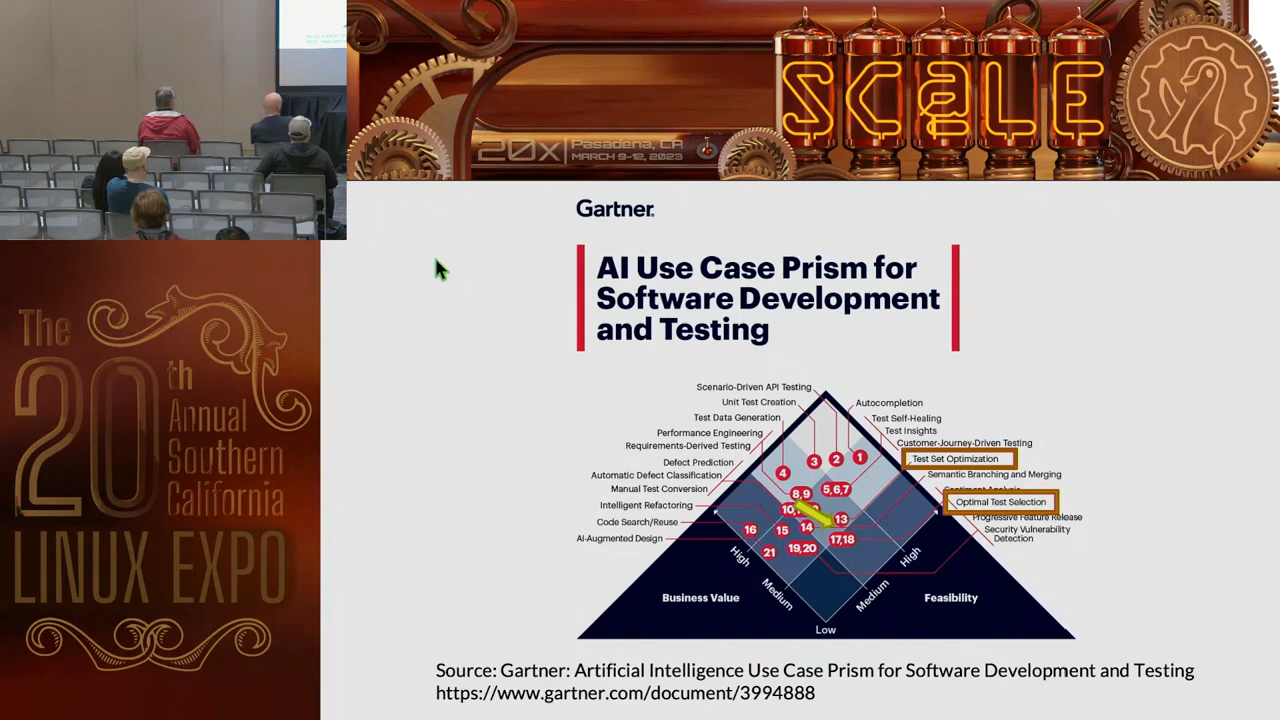 SCaLE
20x
Pasadena, CA
MARCH 9-12, 2023
The
20th
Annual
Southern
California
LINUX EXPO
Gartner.
AI Use Case Prism for
Software Development
and Testing
Scenario-Driven API Testing
Unit Test Creation
Test Data Generation
Performance Engineering
Requirements-Derived Testing
Defect Prediction
Automatic Defect Classification
Manual Test Conversion
Intelligent Refactoring
Code Search/Reuse
AI-Augmented Design
Autocompletion
Test Self-Healing
Test Insights
Customer-Journey-Driven Testing
Test Set Optimization
Semantic Branching and Merging
Sentiment Analysis
Optimal Test Selection
Progressive Feature Release
Security Vulnerability
Detection
3
2
1
4
5,6,7
8,9
10,
13
14
15
16
17,18
19,20
21
High
Medium
Low
Medium
High
Business Value
Feasibility
Source: Gartner: Artificial Intelligence Use Case Prism for Software Development and Testing
https://www.gartner.com/document/3994888